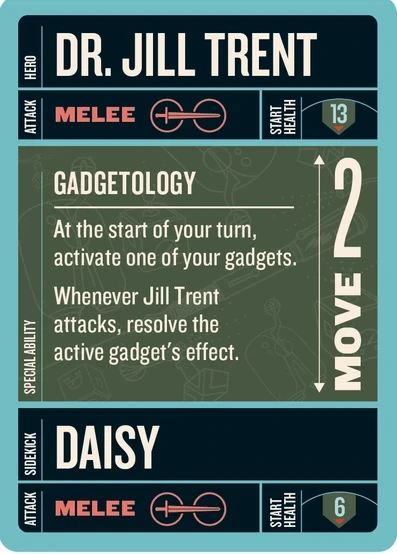 HERO
DR. JILL TRENT
ATTACK
MELEE
START
HEALTH
13
SPECIAL ABILITY
GADGETOLOGY
At the start of your turn,
activate one of your gadgets.
Whenever Jill Trent
attacks, resolve the
active gadget's effect.
MOVE 2
SIDEKICK
DAISY
ATTACK
MELEE
START
HEALTH
6